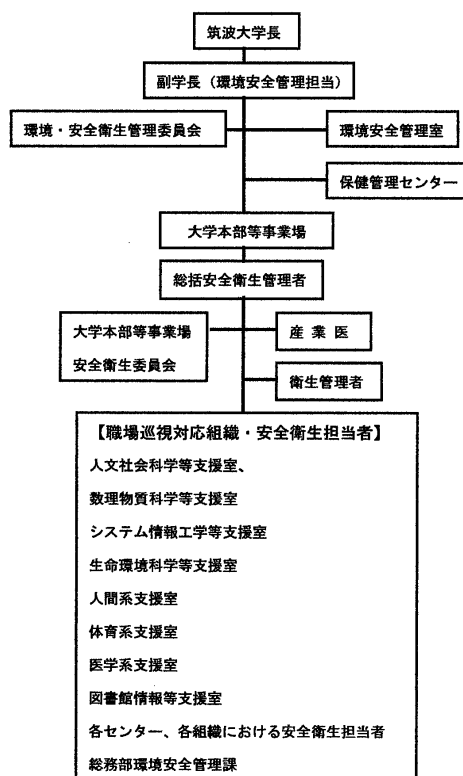 筑波大学長
副学長（環境安全管理担当）
環境・安全衛生管理委員会
環境安全管理室
保健管理センター
大学本部等事業場
総括安全衛生管理者
大学本部等事業場
安全衛生委員会
産 業 医
衛生管理者
【職場巡視対応組織・安全衛生担当者】
人文社会科学等支援室、
数理物質科学等支援室
システム情報工学等支援室
生命環境科学等支援室
人間系支援室
体育系支援室
医学系支援室
図書館情報等支援室
各センター、各組織における安全衛生担当者
総務部環境安全管理課